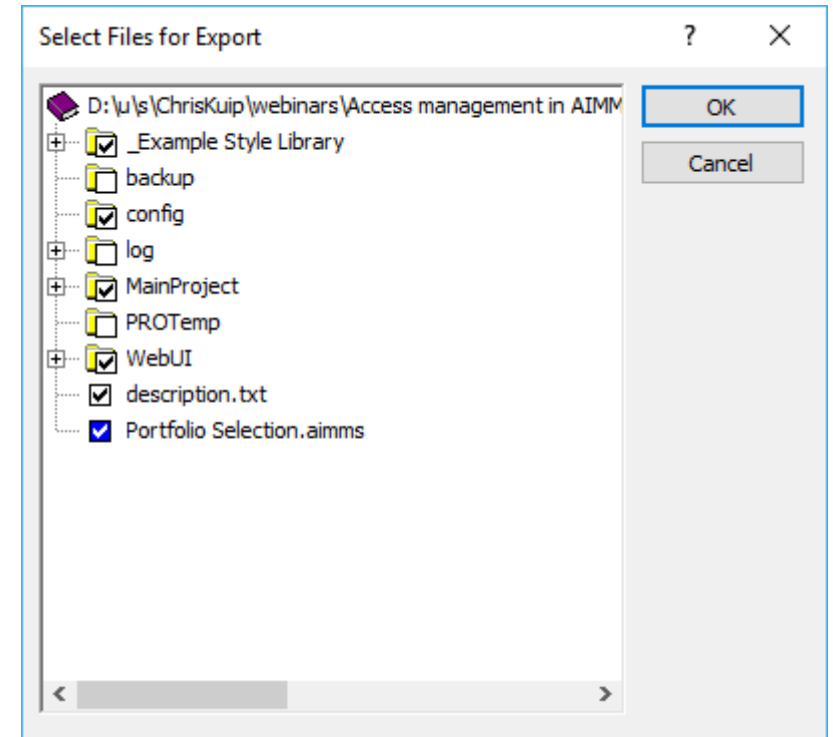 Select Files for Export
? X
D:\u\s\ChrisKuip\webinars\Access management in AIMM
OK
_Example Style Library
backup
Cancel
config
log
MainProject
PROTemp
WebUI
description.txt
Portfolio Selection.aimms